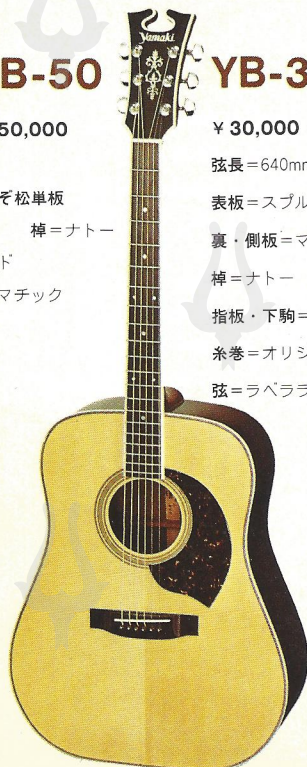 Yamaki
B-50
50,000
ぞ松単板
棹=ナトー
ド
マチック
YB-3
¥ 30,000
弦長=640mm
表板=スプル
裏・側板=マ
棹=ナトー
指板・下駒=
糸巻=オリジ
弦=ラベララ